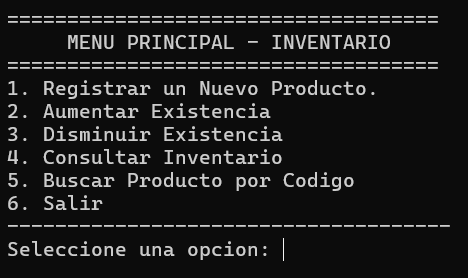 ====================================
MENU PRINCIPAL - INVENTARIO
====================================
1. Registrar un Nuevo Producto.
2. Aumentar Existencia
3. Disminuir Existencia
4. Consultar Inventario
5. Buscar Producto por Codigo
6. Salir
-------------------------------------
Seleccione una opcion: